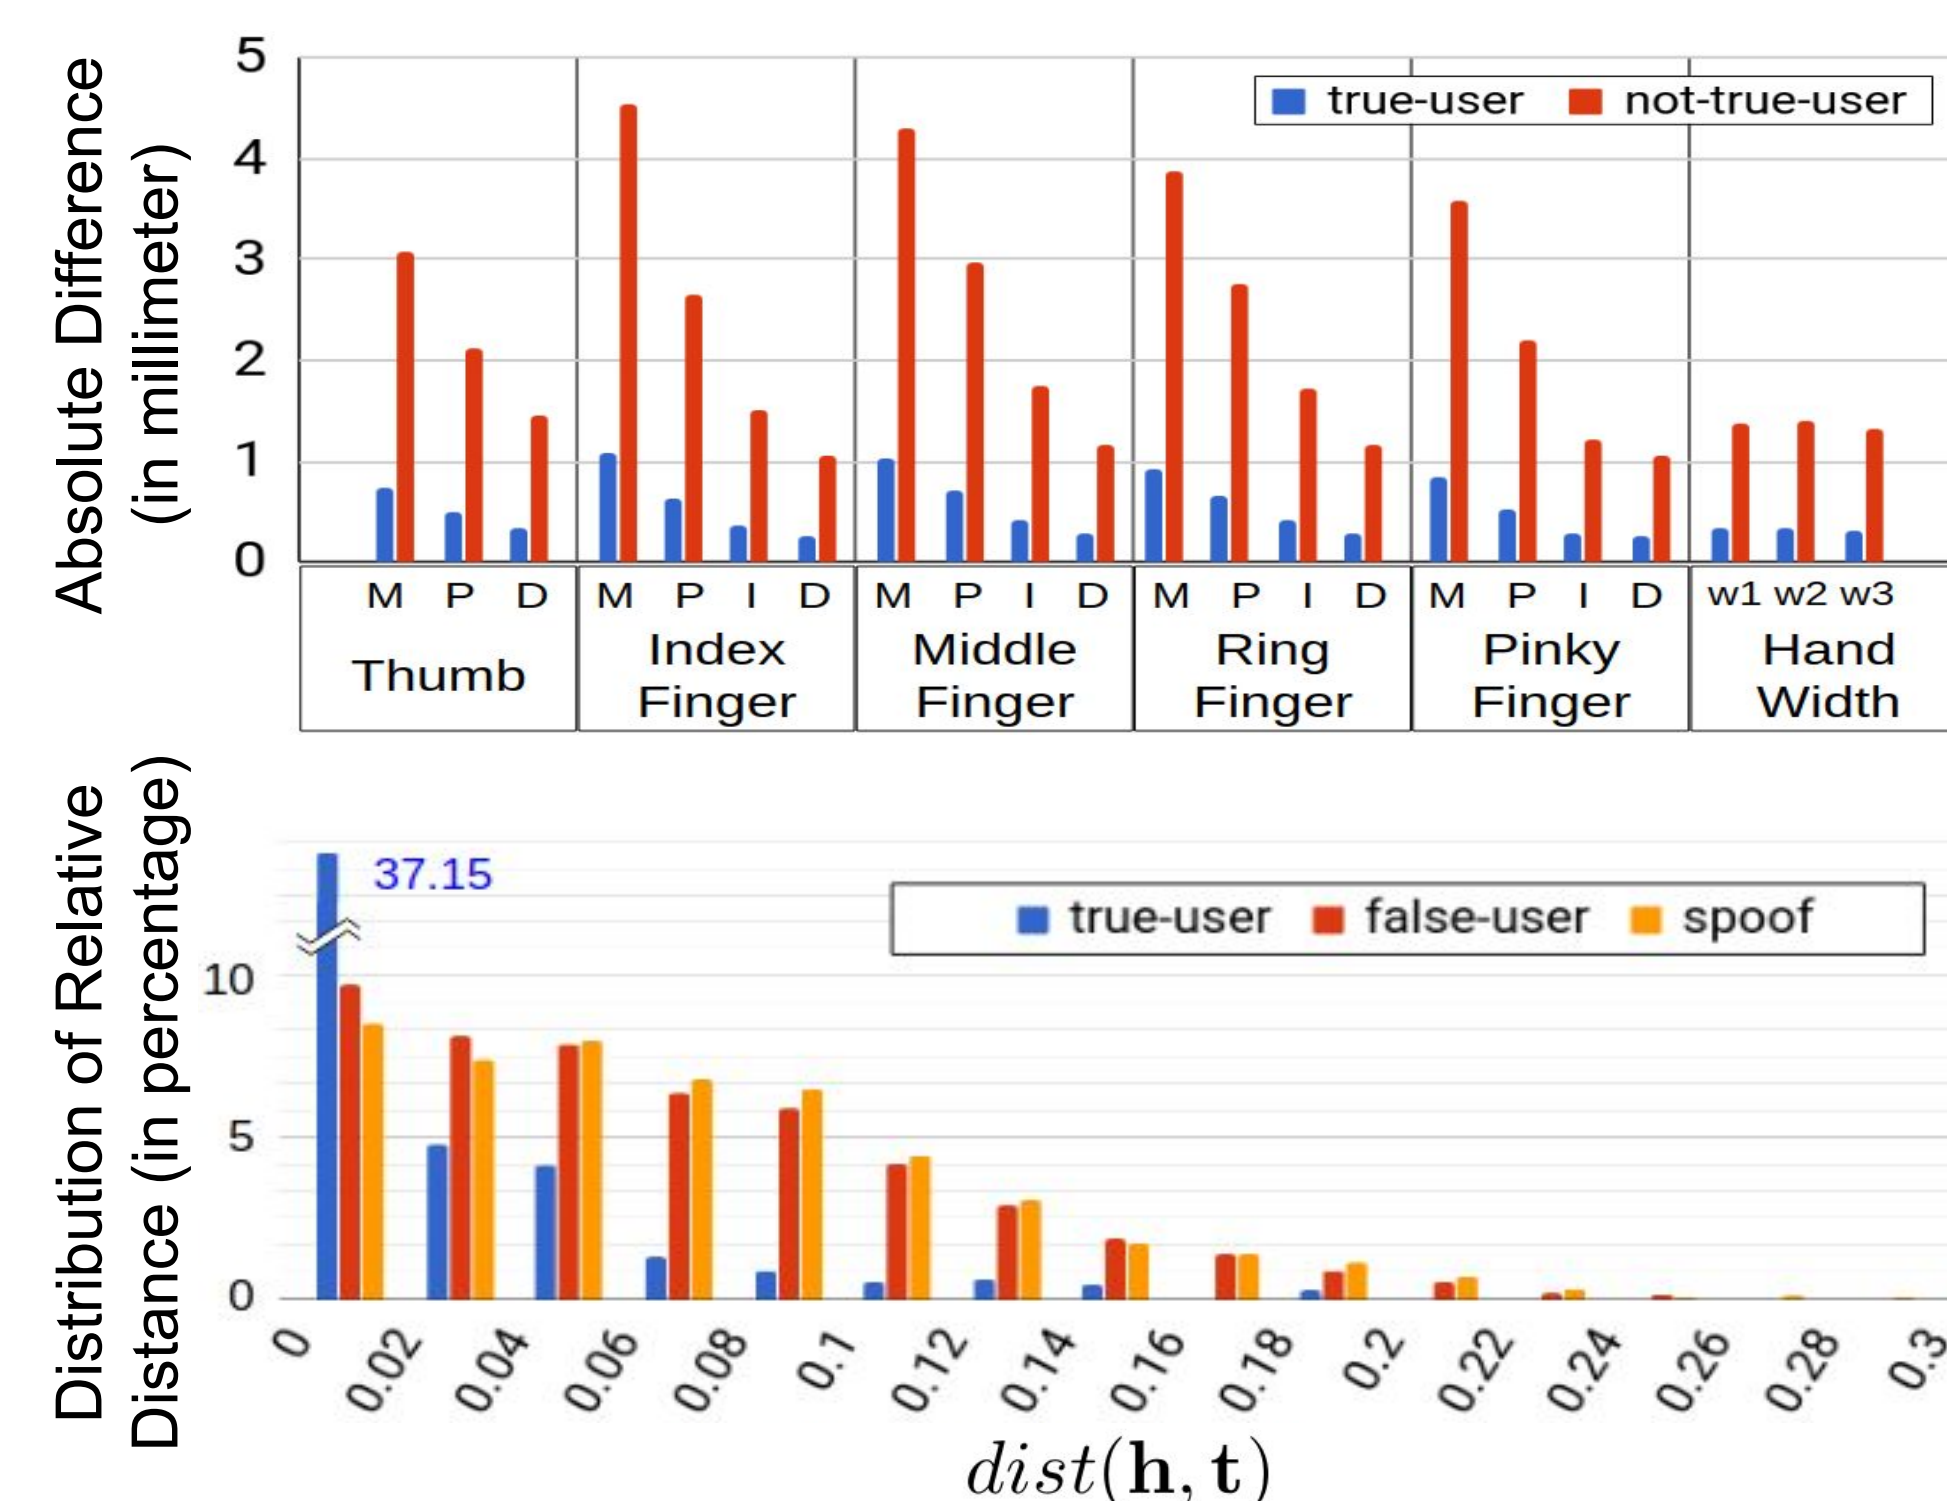 Absolute Difference
(in millimeter)
5
4
3
2
1
0
true-user not-true-user
M P D M P I D M P I D M P I D M P I D w1 w2 w3
Thumb
Index
Finger
Middle
Finger
Ring
Finger
Pinky
Finger
Hand
Width
Distribution of Relative
Distance (in percentage)
37.15
true-user false-user spoof
10
5
0
0 0.02 0.04 0.06 0.08 0.1 0.12 0.14 0.16 0.18 0.2 0.22 0.24 0.26 0.28 0.3
dist(h, t)